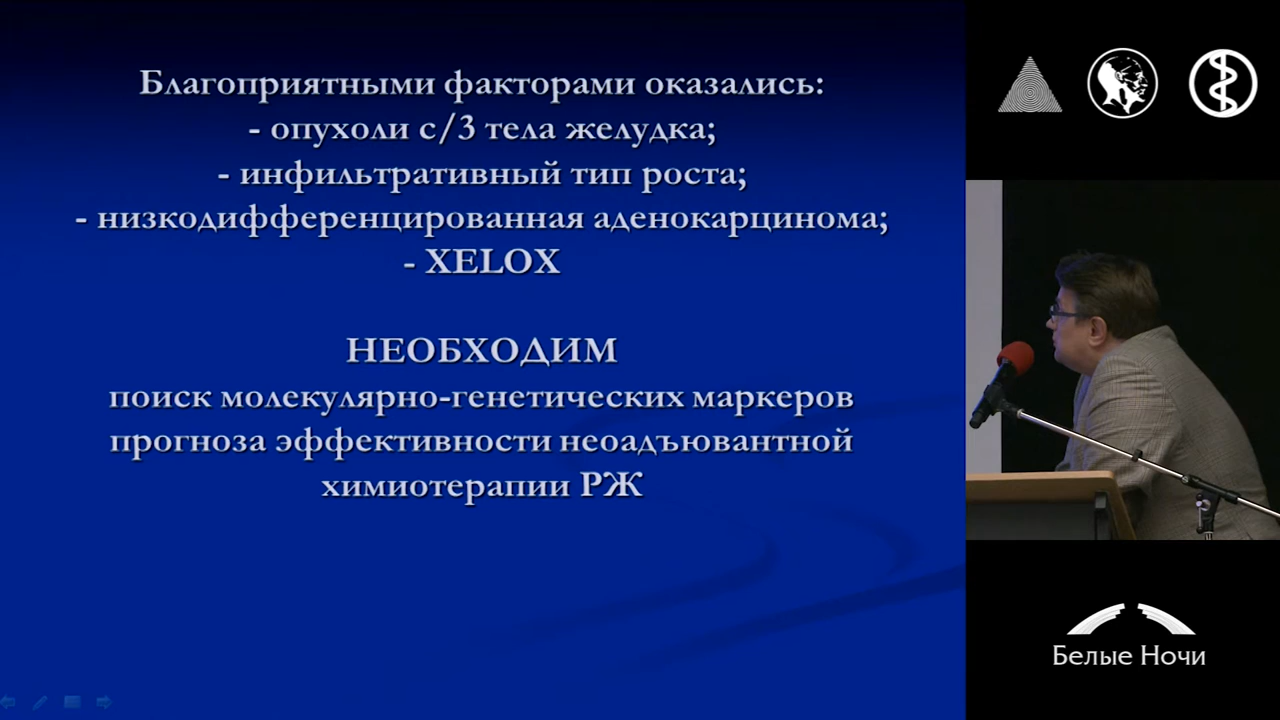 Благоприятными факторами оказались:
- опухоли с/3 тела желудка;
- инфильтративный тип роста;
- низкодифференцированная аденокарцинома;
- XELOX
НЕОБХОДИМ
поиск молекулярно-генетических маркеров
прогноза эффективности неоадъювантной
химиотерапии РЖ
Белые Ночи